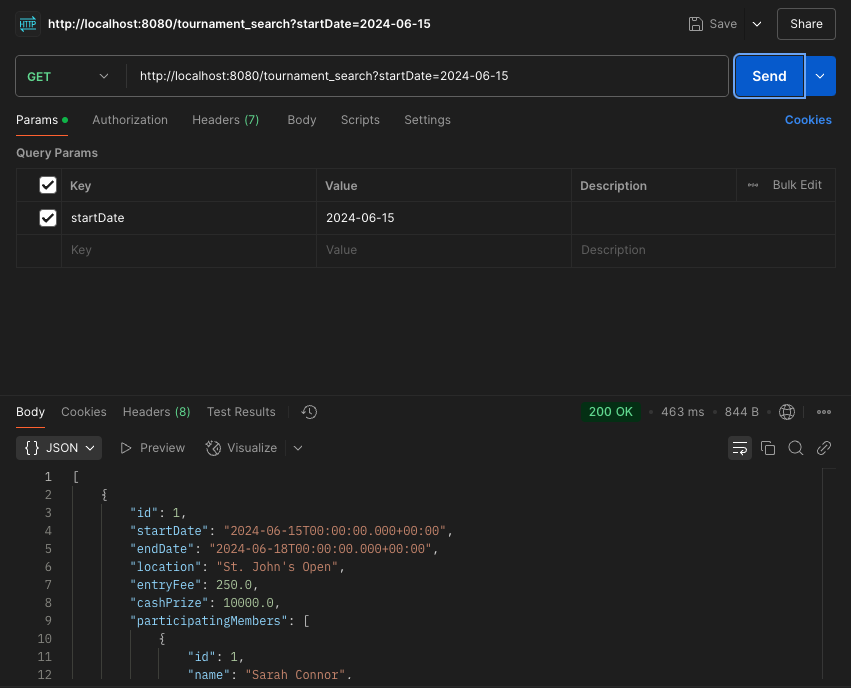 HTTP http://localhost:8080/tournament_search?startDate=2024-06-15 Save Share
GET http://localhost:8080/tournament_search?startDate=2024-06-15 Send
Params Authorization Headers (7) Body Scripts Settings Cookies
Query Params
Key Value Description Bulk Edit
startDate 2024-06-15
Key Value Description
Body Cookies Headers (8) Test Results 200 OK 463 ms 844 B
{} JSON Preview Visualize
1 [
2 {
3 "id": 1,
4 "startDate": "2024-06-15T00:00:00.000+00:00",
5 "endDate": "2024-06-18T00:00:00.000+00:00",
6 "location": "St. John's Open",
7 "entryFee": 250.0,
8 "cashPrize": 10000.0,
9 "participatingMembers": [
10 {
11 "id": 1,
12 "name": "Sarah Connor",